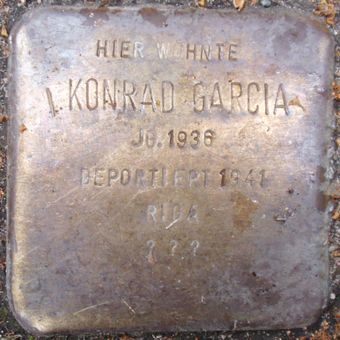 HIER WOHNTE
KONRAD GARCIA
JG. 1936
DEPORTIERT 1941
RIGA
? ? ?